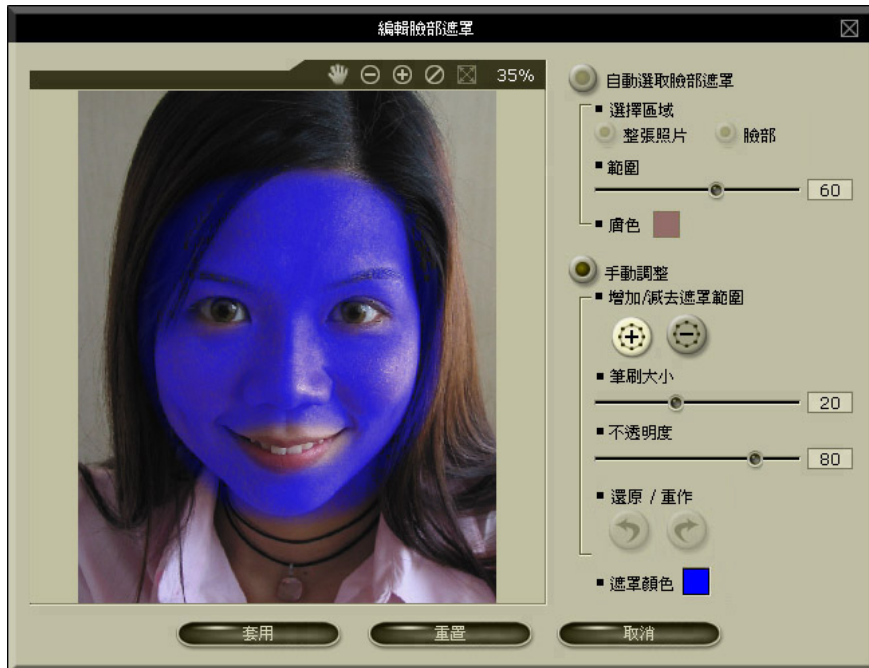 編輯臉部遮罩
35%
自動選取臉部遮罩
選擇區域
整張照片 臉部
範圍
60
膚色
手動調整
增加/減去遮罩範圍
筆刷大小
20
不透明度
80
還原 / 重作
遮罩顏色
套用 重置 取消